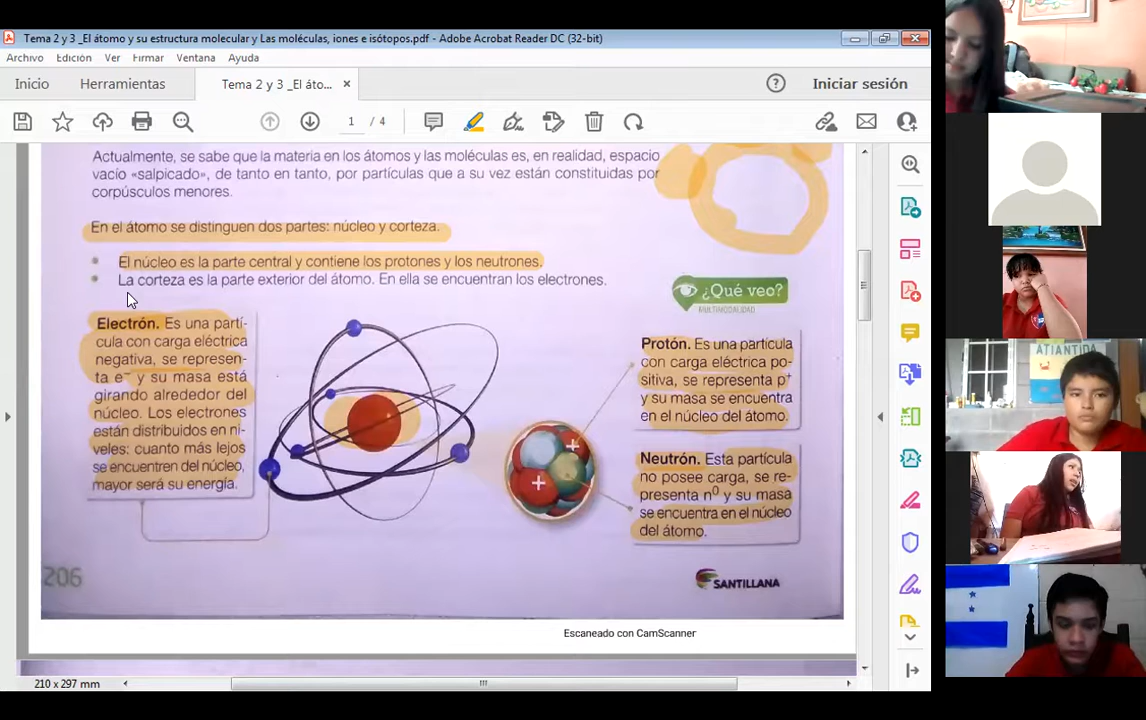 Tema 2 y 3 _El átomo y su estructura molecular y Las moléculas, iones e isótopos.pdf - Adobe Acrobat Reader DC (32-bit)
Archivo Edición Ver Firmar Ventana Ayuda
Inicio Herramientas Tema 2 y 3 _El áto... × Iniciar sesión
1 / 4
Actualmente, se sabe que la materia en los átomos y las moléculas es, en realidad, espacio
vacío «salpicado», de tanto en tanto, por partículas que a su vez están constituidas por
corpúsculos menores.
En el átomo se distinguen dos partes: núcleo y corteza.
• El núcleo es la parte central y contiene los protones y los neutrones.
• La corteza es la parte exterior del átomo. En ella se encuentran los electrones.
¿Qué veo?
MULTIMODALIDAD
Electrón. Es una partí-
cula con carga eléctrica
negativa, se represen-
ta e⁻ y su masa está
girando alrededor del
núcleo. Los electrones
están distribuidos en ni-
veles: cuanto más lejos
se encuentren del núcleo,
mayor será su energía.
Protón. Es una partícula
con carga eléctrica po-
sitiva, se representa p⁺
y su masa se encuentra
en el núcleo del átomo.
Neutrón. Esta partícula
no posee carga, se re-
presenta n⁰ y su masa
se encuentra en el núcleo
del átomo.
+
+
206
SANTILLANA
Escaneado con CamScanner
210 x 297 mm
ATLANTIDA